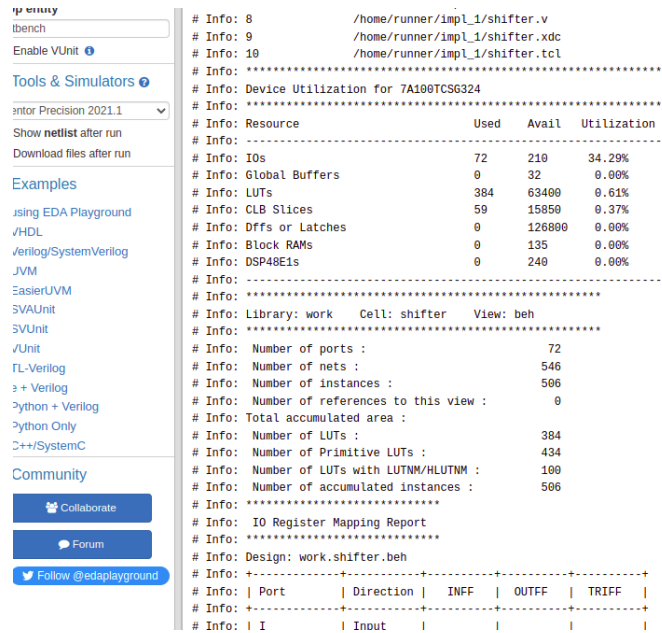 tbench
Enable VUnit
Tools & Simulators
entor Precision 2021.1
Show netlist after run
Download files after run
Examples
using EDA Playground
VHDL
Verilog/SystemVerilog
UVM
EasierUVM
SVAUnit
SVUnit
VUnit
TL-Verilog
e + Verilog
Python + Verilog
Python Only
C++/SystemC
Community
Collaborate
Forum
Follow @edaplayground
# Info: 8 /home/runner/impl_1/shifter.v
# Info: 9 /home/runner/impl_1/shifter.xdc
# Info: 10 /home/runner/impl_1/shifter.tcl
# Info: ****************************************************************
# Info: Device Utilization for 7A100TCSG324
# Info: ****************************************************************
# Info: Resource Used Avail Utilization
# Info: ----------------------------------------------------------------
# Info: IOs 72 210 34.29%
# Info: Global Buffers 0 32 0.00%
# Info: LUTs 384 63400 0.61%
# Info: CLB Slices 59 15850 0.37%
# Info: Dffs or Latches 0 126800 0.00%
# Info: Block RAMs 0 135 0.00%
# Info: DSP48E1s 0 240 0.00%
# Info: ----------------------------------------------------------------
# Info: ******************************************************
# Info: Library: work Cell: shifter View: beh
# Info: ******************************************************
# Info: Number of ports : 72
# Info: Number of nets : 546
# Info: Number of instances : 506
# Info: Number of references to this view : 0
# Info: Total accumulated area :
# Info: Number of LUTs : 384
# Info: Number of Primitive LUTs : 434
# Info: Number of LUTs with LUTNM/HLUTNM : 100
# Info: Number of accumulated instances : 506
# Info: *****************************
# Info: IO Register Mapping Report
# Info: *****************************
# Info: Design: work.shifter.beh
# Info: +-------------+-----------+----------+----------+----------+
# Info: | Port | Direction | INFF | OUTFF | TRIFF |
# Info: +-------------+-----------+----------+----------+----------+
# Info: | I | Input | | | |